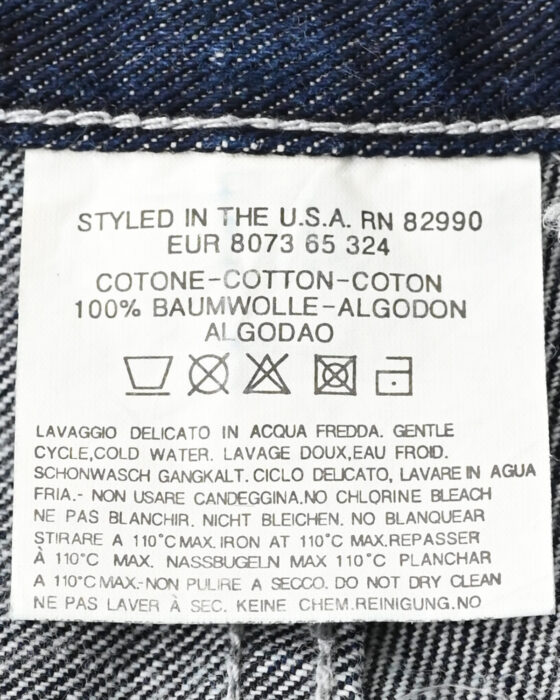 STYLED IN THE U.S.A. RN 82990
EUR 8073 65 324
COTONE-COTTON-COTON
100% BAUMWOLLE-ALGODON
ALGODAO
LAVAGGIO DELICATO IN ACQUA FREDDA. GENTLE
CYCLE,COLD WATER. LAVAGE DOUX,EAU FROID.
SCHONWASCH GANGKALT. CICLO DELICATO, LAVARE IN AGUA
FRIA.- NON USARE CANDEGGINA.NO CHLORINE BLEACH
NE PAS BLANCHIR. NICHT BLEICHEN. NO BLANQUEAR
STIRARE A 110°C MAX. IRON AT 110°C MAX.REPASSER
À 110°C MAX. NASSBUGELN MAX 110°C PLANCHAR
A 110°C MAX.-NON PULIRE A SECCO. DO NOT DRY CLEAN
NE PAS LAVER À SEC. KEINE CHEM.REINIGUNG.NO